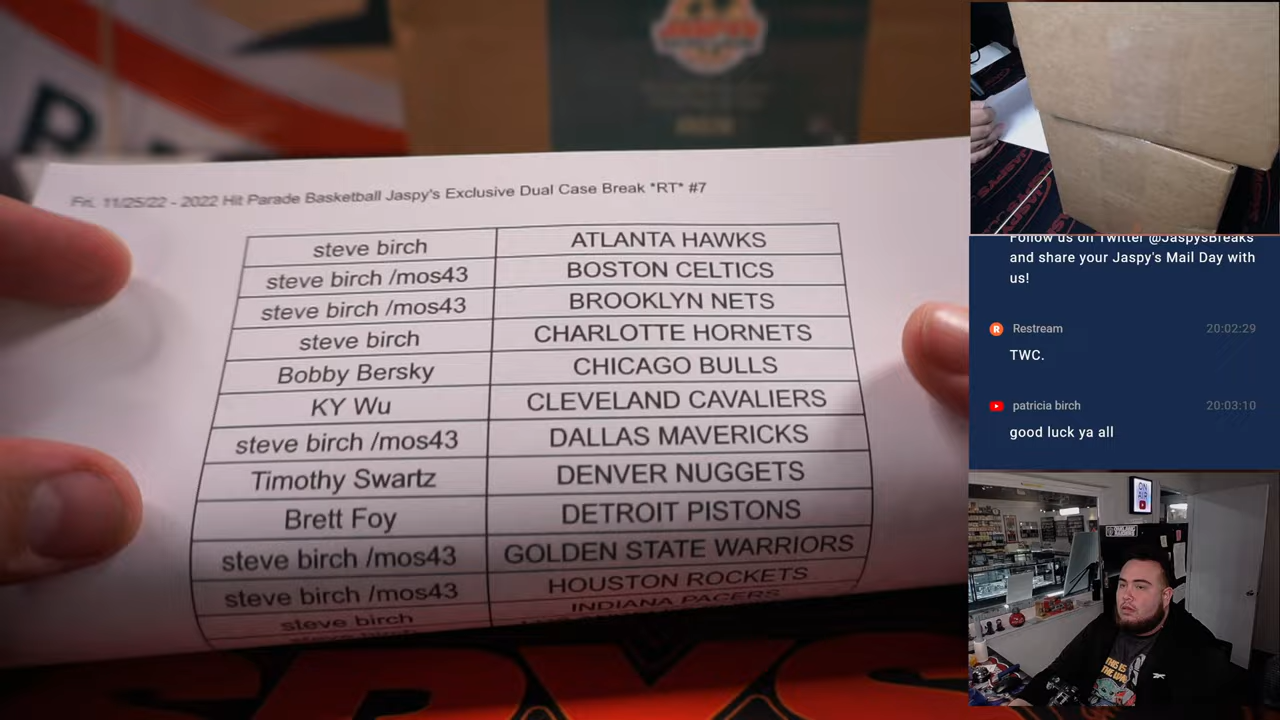 JASPY'S
Fri. 11/25/22 - 2022 Hit Parade Basketball Jaspy's Exclusive Dual Case Break *RT* #7
steve birch ATLANTA HAWKS
steve birch /mos43 BOSTON CELTICS
steve birch /mos43 BROOKLYN NETS
steve birch CHARLOTTE HORNETS
Bobby Bersky CHICAGO BULLS
KY Wu CLEVELAND CAVALIERS
steve birch /mos43 DALLAS MAVERICKS
Timothy Swartz DENVER NUGGETS
Brett Foy DETROIT PISTONS
steve birch /mos43 GOLDEN STATE WARRIORS
steve birch /mos43 HOUSTON ROCKETS
steve birch INDIANA PACERS
Follow us on Twitter @JaspysBreaks
and share your Jaspy's Mail Day with
us!
Restream 20:02:29
TWC.
patricia birch 20:03:10
good luck ya all
ON
AIR
THIS IS